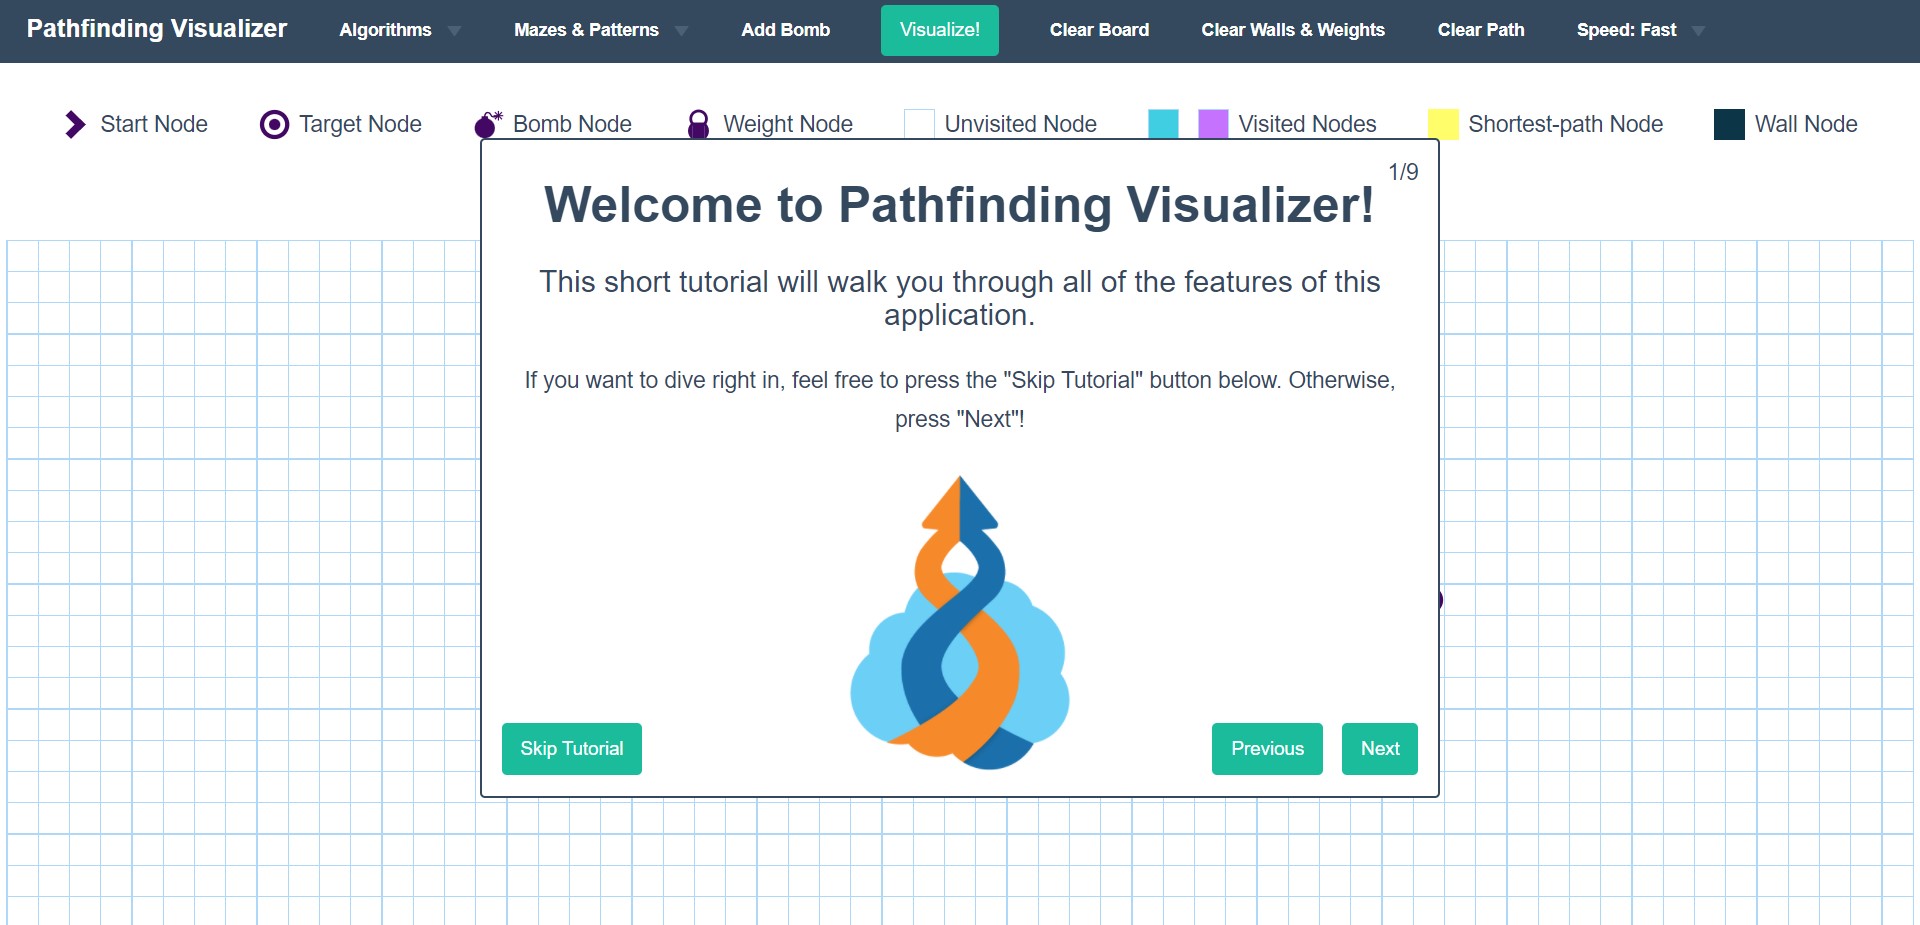 Pathfinding Visualizer Algorithms Mazes & Patterns Add Bomb Visualize! Clear Board Clear Walls & Weights Clear Path Speed: Fast
Start Node Target Node Bomb Node Weight Node Unvisited Node Visited Nodes Shortest-path Node Wall Node
1/9
Welcome to Pathfinding Visualizer!
This short tutorial will walk you through all of the features of this
application.
If you want to dive right in, feel free to press the "Skip Tutorial" button below. Otherwise,
press "Next"!
Skip Tutorial Previous Next